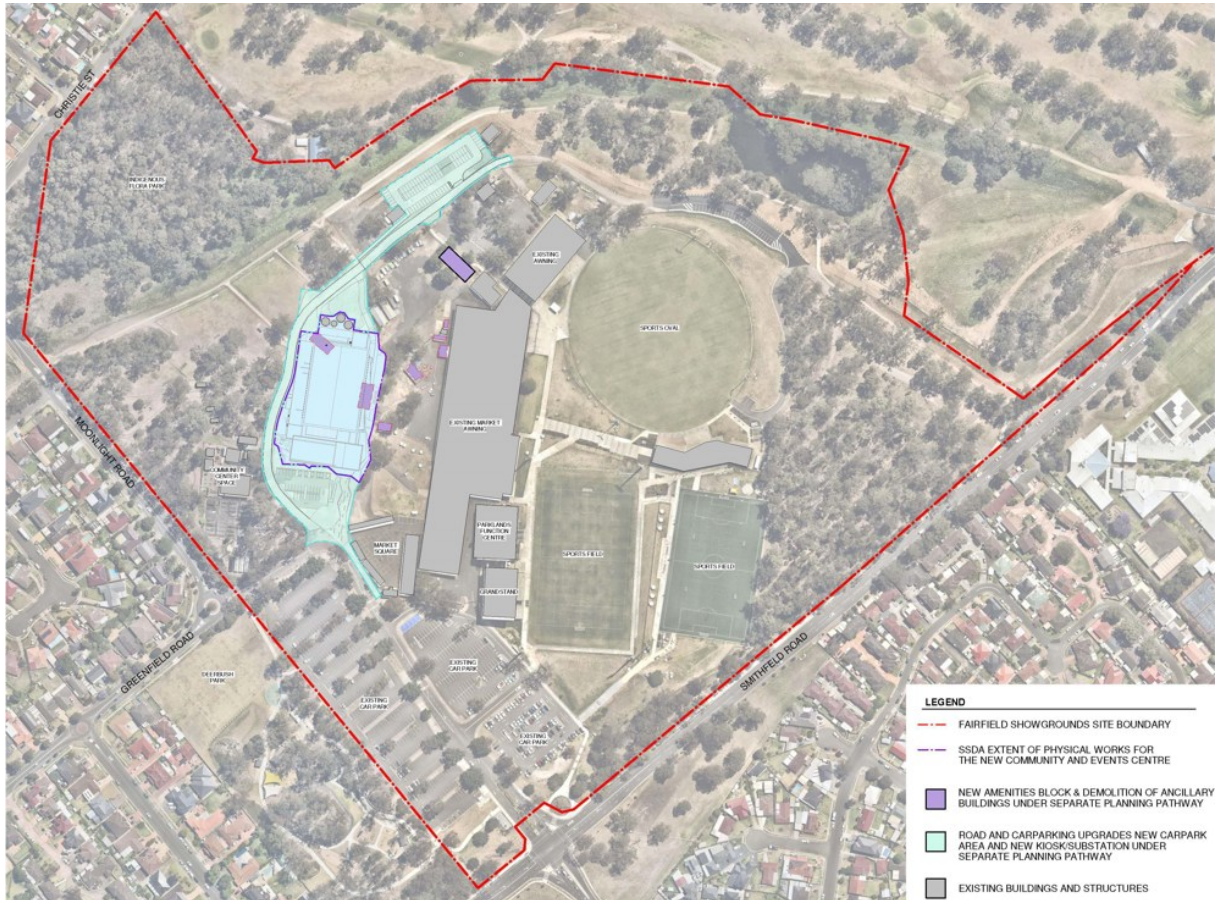 CHRISTIE ST
INDIGENOUS
FLORA PARK
EXISTING
AWNING
SPORTS OVAL
EXISTING MARKET
AWNING
MOONLIGHT ROAD
COMMUNITY
CENTER
SPACE
MARKET
SQUARE
PARKLANDS
FUNCTION
CENTRE
GRANDSTAND
SPORTS FIELD
SPORTS FIELD
GREENFIELD ROAD
DEERBUSH
PARK
EXISTING
CAR PARK
EXISTING
CAR PARK
EXISTING
CAR PARK
SMITHFELD ROAD
LEGEND
FAIRFIELD SHOWGROUNDS SITE BOUNDARY
SSDA EXTENT OF PHYSICAL WORKS FOR
THE NEW COMMUNITY AND EVENTS CENTRE
NEW AMENITIES BLOCK & DEMOLITION OF ANCILLARY
BUILDINGS UNDER SEPARATE PLANNING PATHWAY
ROAD AND CARPARKING UPGRADES NEW CARPARK
AREA AND NEW KIOSK/SUBSTATION UNDER
SEPARATE PLANNING PATHWAY
EXISTING BUILDINGS AND STRUCTURES